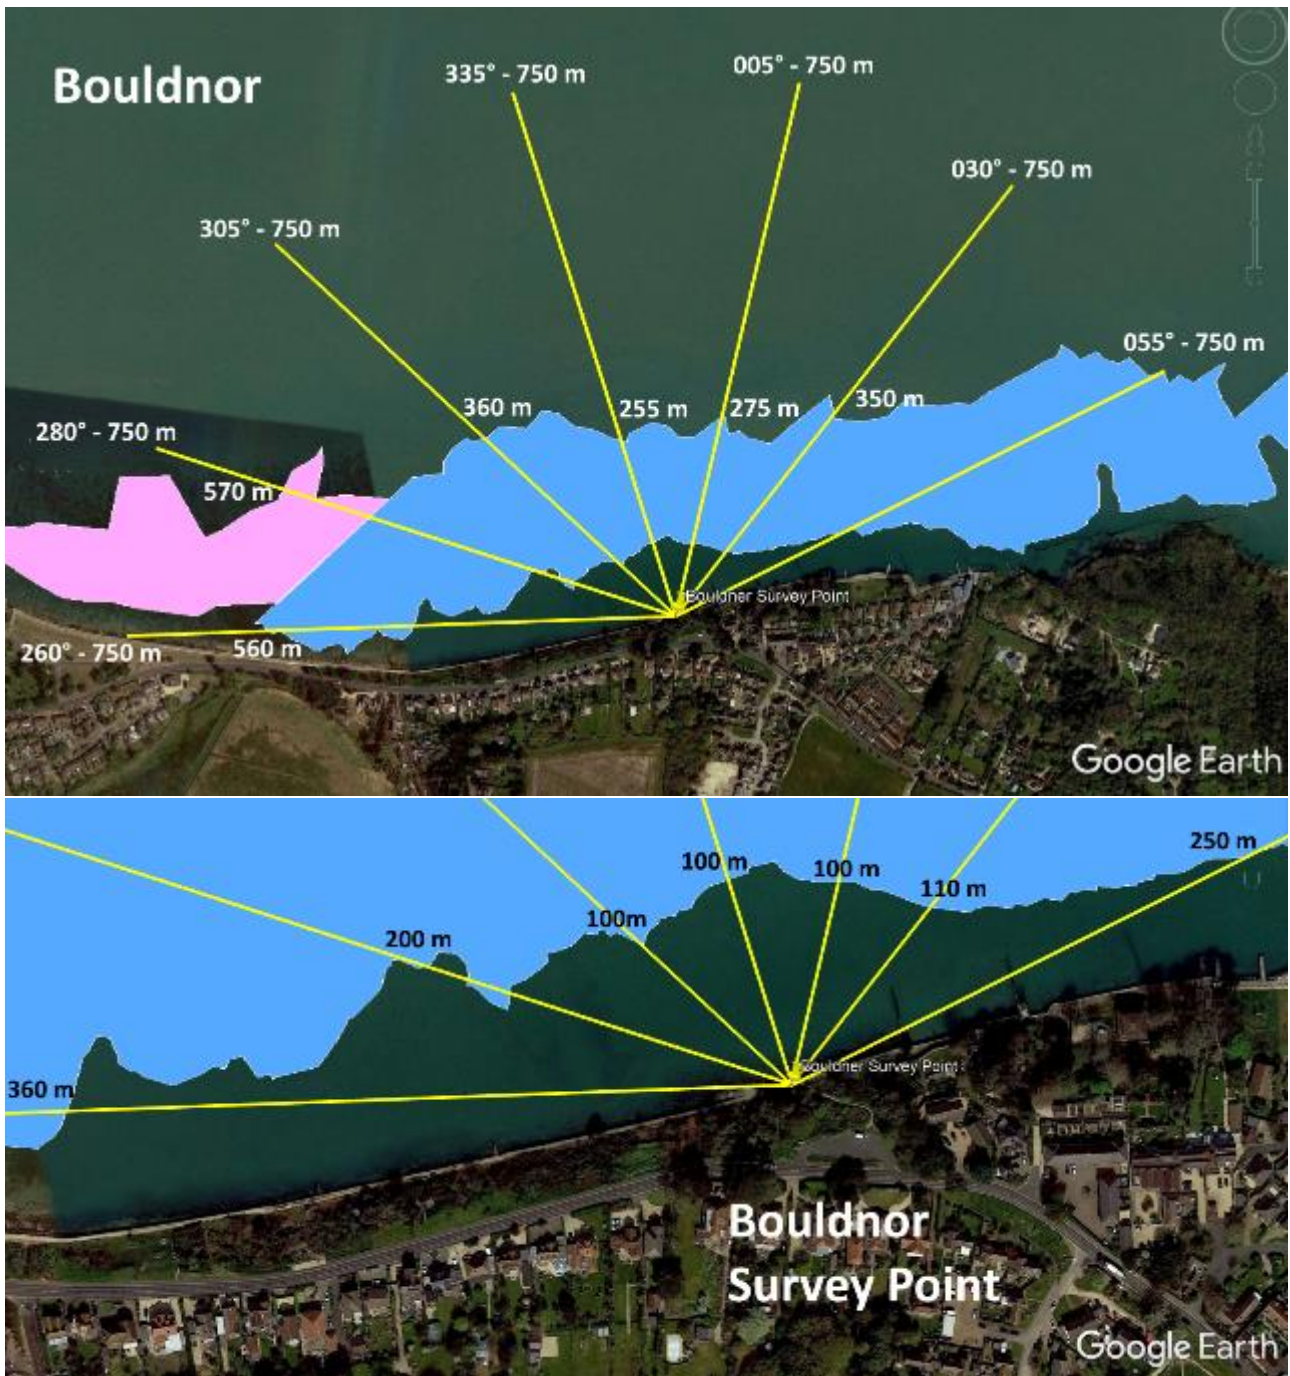 Bouldnor
335° - 750 m
005° - 750 m
030° - 750 m
305° - 750 m
055° - 750 m
360 m
255 m
275 m
350 m
280° - 750 m
570 m
Bouldner Survey Point
260° - 750 m
560 m
Google Earth
250 m
100 m
100 m
110 m
100m
200 m
360 m
Bouldner Survey Point
Bouldnor
Survey Point
Google Earth